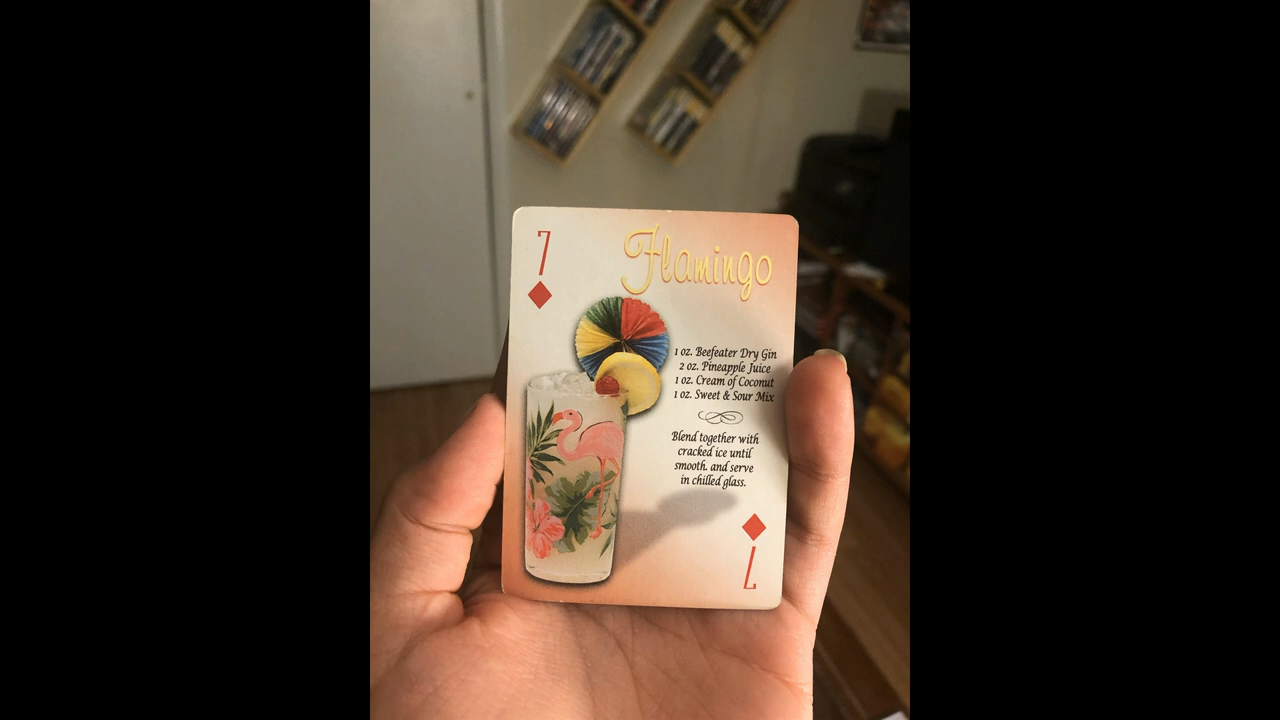 7
Flamingo
1 oz. Beefeater Dry Gin
2 oz. Pineapple Juice
1 oz. Cream of Coconut
1 oz. Sweet & Sour Mix
Blend together with
cracked ice until
smooth. and serve
in chilled glass.
7